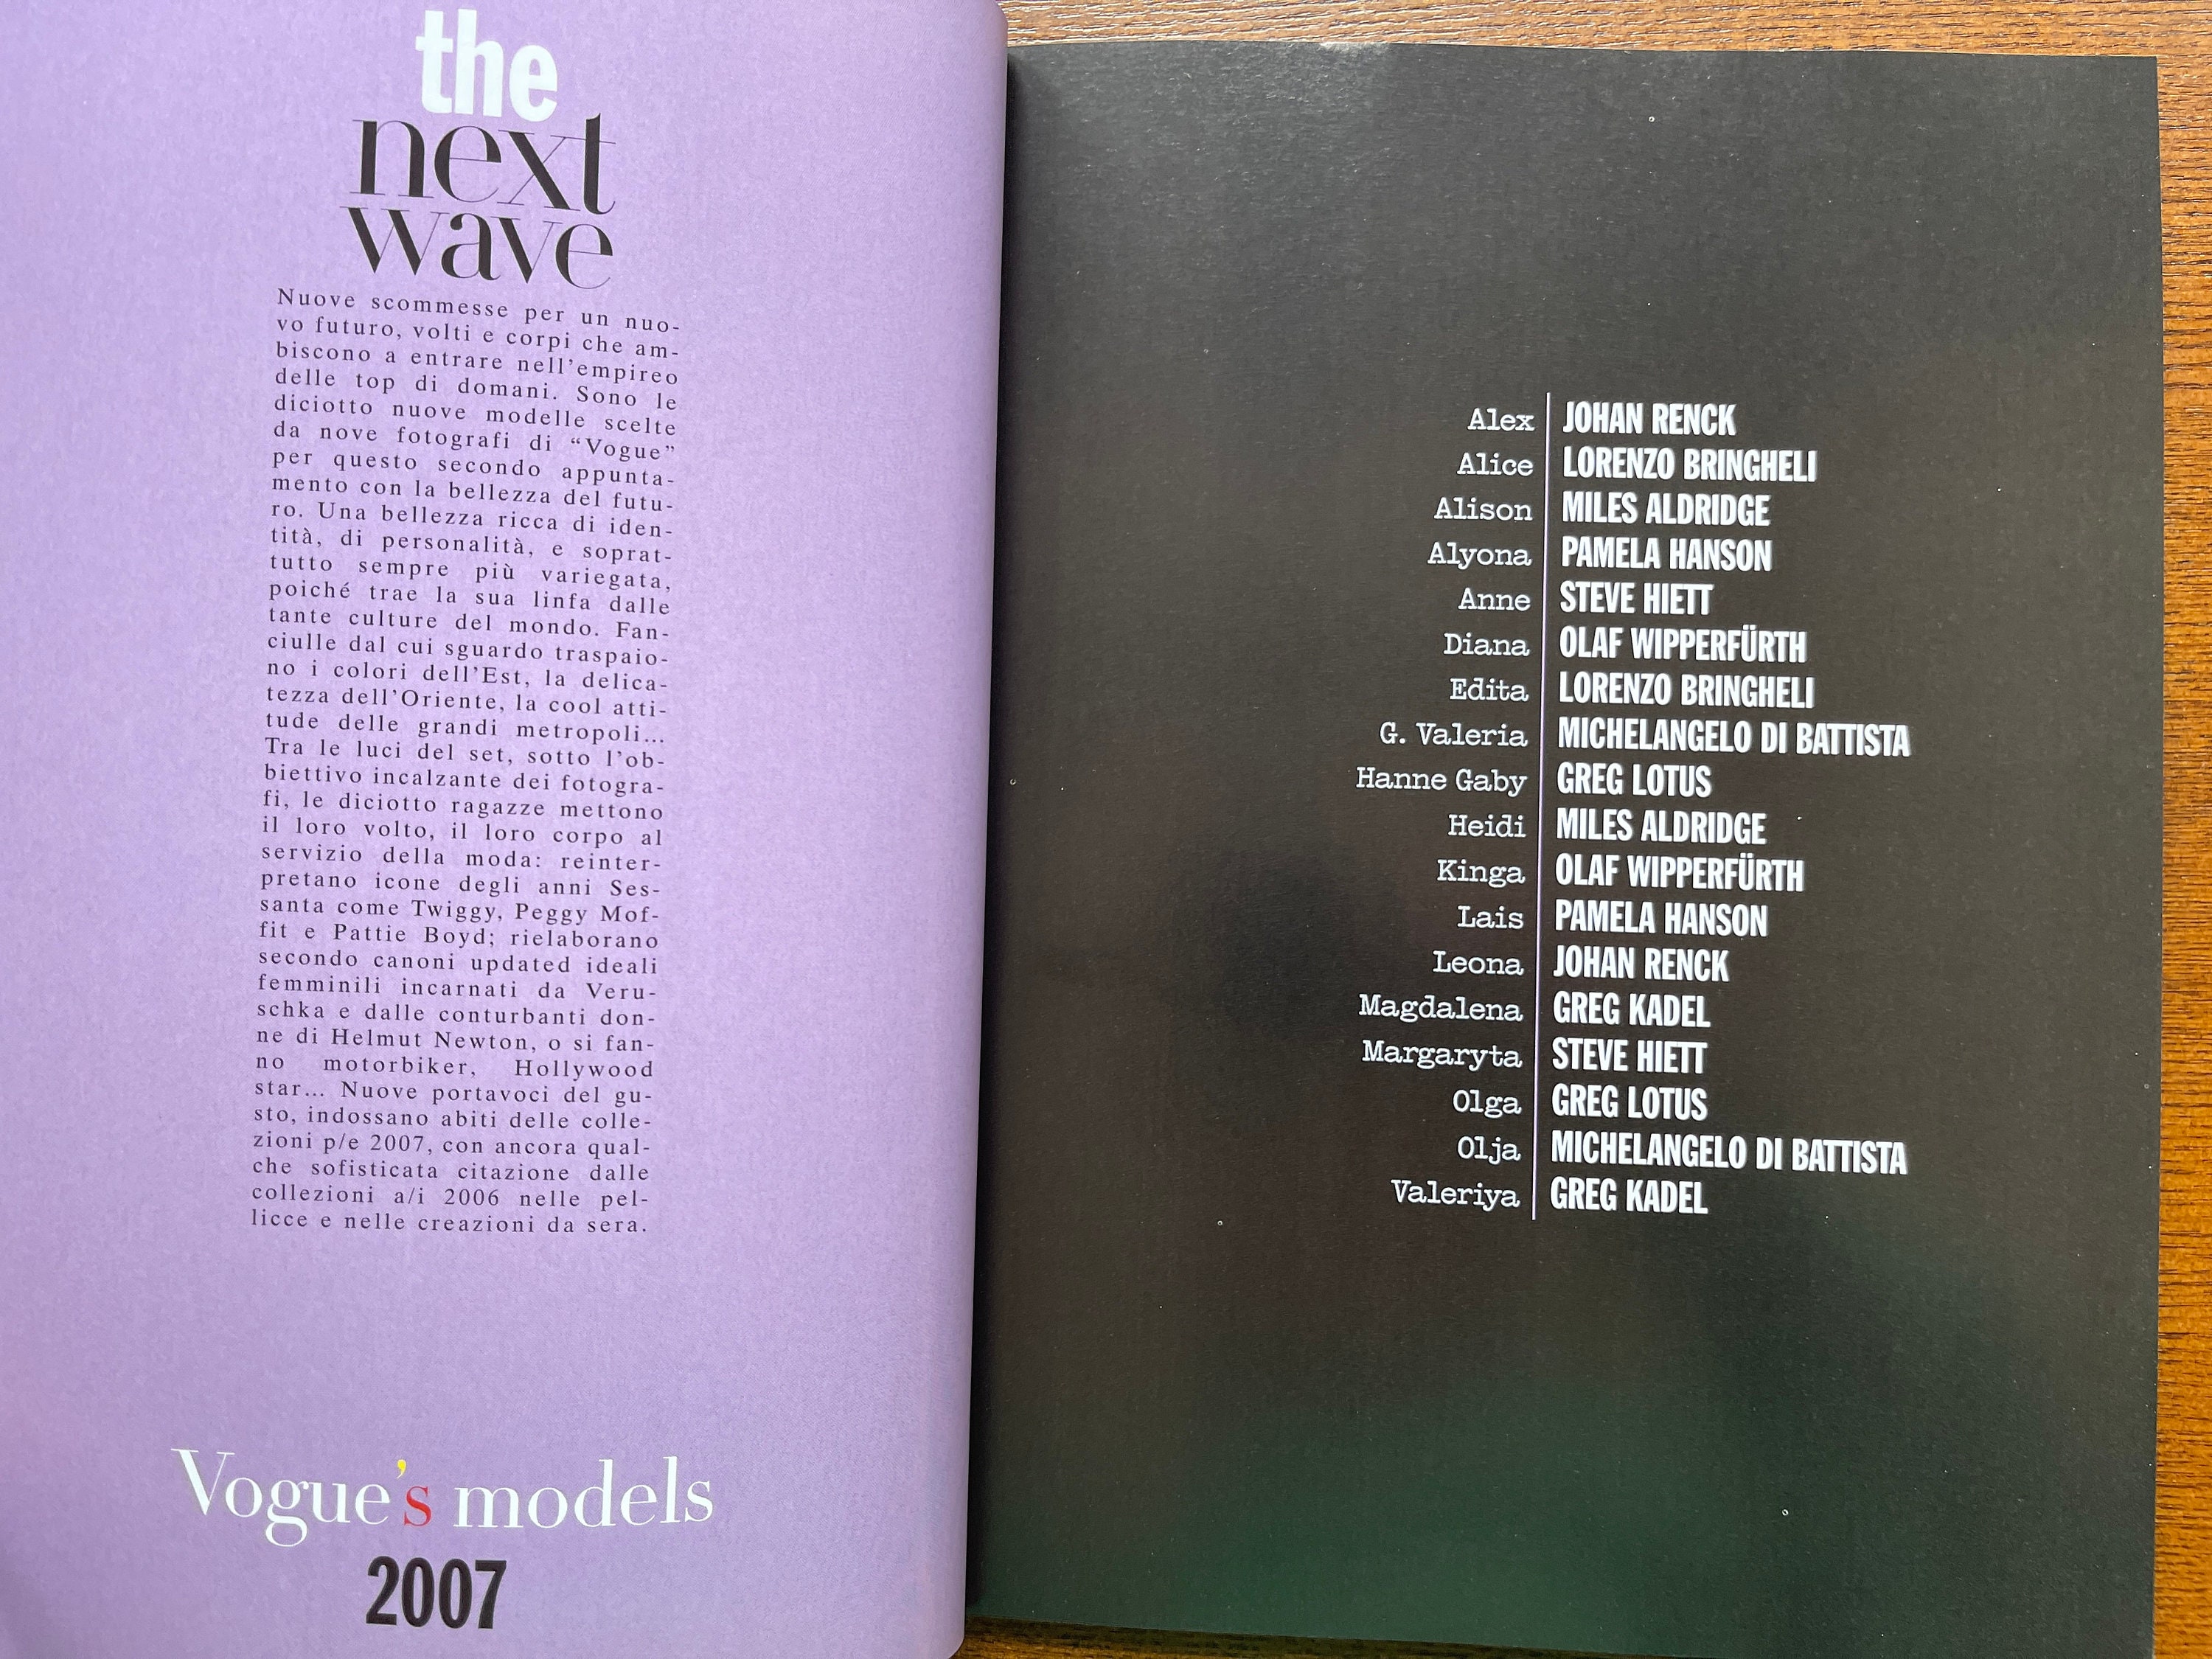 the
next
wave
Nuove scommesse per un nuo-
vo futuro, volti e corpi che am-
biscono a entrare nell'empireo
delle top di domani. Sono le
diciotto nuove modelle scelte
da nove fotografi di “Vogue”
per questo secondo appunta-
mento con la bellezza del futu-
ro. Una bellezza ricca di iden-
tità, di personalità, e soprat-
tutto sempre più variegata,
poiché trae la sua linfa dalle
tante culture del mondo. Fan-
ciulle dal cui sguardo traspaio-
no i colori dell'Est, la delica-
tezza dell'Oriente, la cool atti-
tude delle grandi metropoli...
Tra le luci del set, sotto l'ob-
biettivo incalzante dei fotogra-
fi, le diciotto ragazze mettono
il loro volto, il loro corpo al
servizio della moda: reinter-
pretano icone degli anni Ses-
santa come Twiggy, Peggy Mof-
fit e Pattie Boyd; rielaborano
secondo canoni updated ideali
femminili incarnati da Veru-
schka e dalle conturbanti don-
ne di Helmut Newton, o si fan-
no motorbiker, Hollywood
star... Nuove portavoci del gu-
sto, indossano abiti delle colle-
zioni p/e 2007, con ancora qual-
che sofisticata citazione dalle
collezioni a/i 2006 nelle pel-
licce e nelle creazioni da sera.
Vogue's models
2007
Alex JOHAN RENCK
Alice LORENZO BRINGHELI
Alison MILES ALDRIDGE
Alyona PAMELA HANSON
Anne STEVE HIETT
Diana OLAF WIPPERFÜRTH
Edita LORENZO BRINGHELI
G. Valeria MICHELANGELO DI BATTISTA
Hanne Gaby GREG LOTUS
Heidi MILES ALDRIDGE
Kinga OLAF WIPPERFÜRTH
Lais PAMELA HANSON
Leona JOHAN RENCK
Magdalena GREG KADEL
Margaryta STEVE HIETT
Olga GREG LOTUS
Olja MICHELANGELO DI BATTISTA
Valeriya GREG KADEL